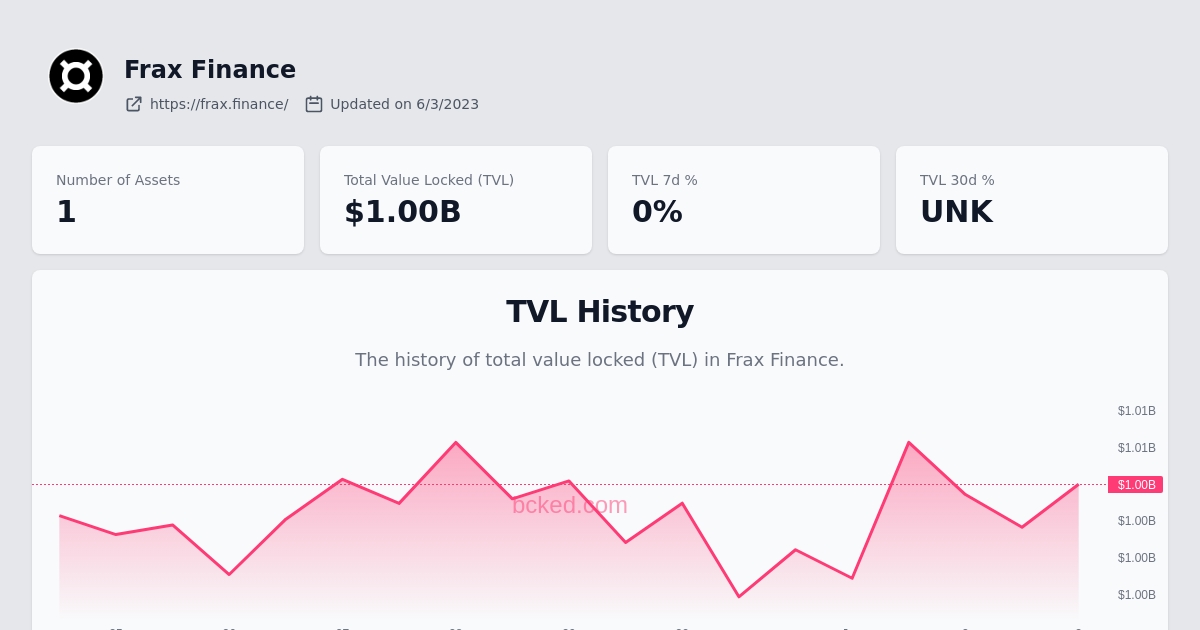 Frax Finance
https://frax.finance/ Updated on 6/3/2023
Number of Assets
1
Total Value Locked (TVL)
$1.00B
TVL 7d %
0%
TVL 30d %
UNK
TVL History
The history of total value locked (TVL) in Frax Finance.
$1.01B
$1.01B
$1.00B
bcked.com
$1.00B
$1.00B
$1.00B